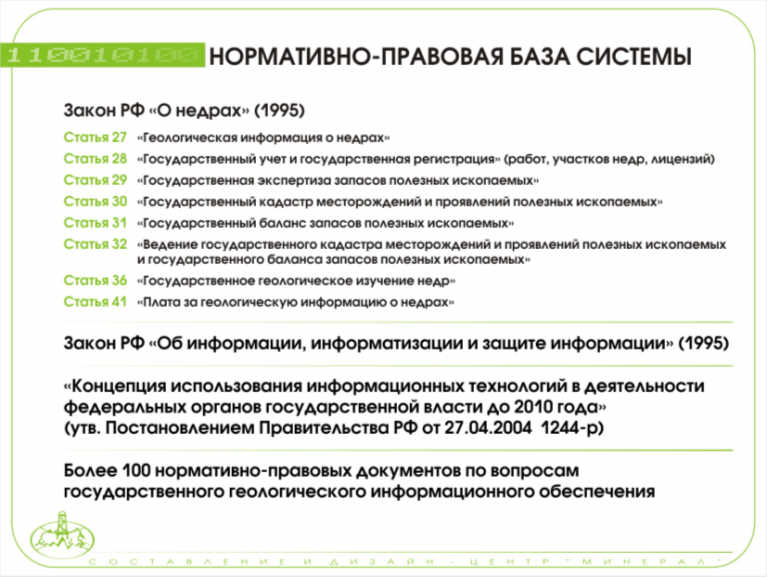 110010100 НОРМАТИВНО-ПРАВОВАЯ БАЗА СИСТЕМЫ
Закон РФ «О недрах» (1995)
Статья 27 «Геологическая информация о недрах»
Статья 28 «Государственный учет и государственная регистрация» (работ, участков недр, лицензий)
Статья 29 «Государственная экспертиза запасов полезных ископаемых»
Статья 30 «Государственный кадастр месторождений и проявлений полезных ископаемых»
Статья 31 «Государственный баланс запасов полезных ископаемых»
Статья 32 «Ведение государственного кадастра месторождений и проявлений полезных ископаемых
и государственного баланса запасов полезных ископаемых»
Статья 36 «Государственное геологическое изучение недр»
Статья 41 «Плата за геологическую информацию о недрах»
Закон РФ «Об информации, информатизации и защите информации» (1995)
«Концепция использования информационных технологий в деятельности
федеральных органов государственной власти до 2010 года»
(утв. Постановлением Правительства РФ от 27.04.2004 1244-р)
Более 100 нормативно-правовых документов по вопросам
государственного геологического информационного обеспечения
СОСТАВЛЕНИЕ И ДИЗАЙН - ЦЕНТР "МИНЕРАЛ"